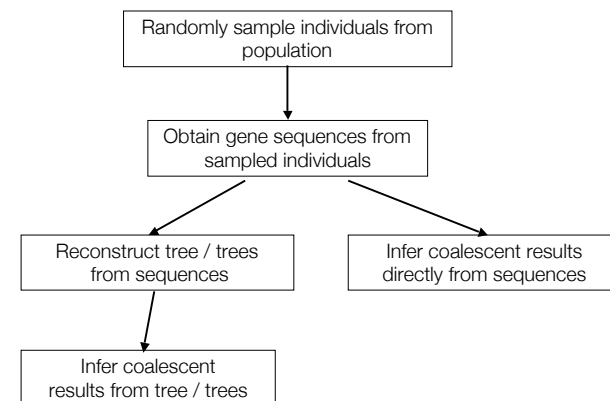 Randomly sample individuals from
population
Obtain gene sequences from
sampled individuals
Reconstruct tree / trees
from sequences
Infer coalescent results
directly from sequences
Infer coalescent
results from tree / trees